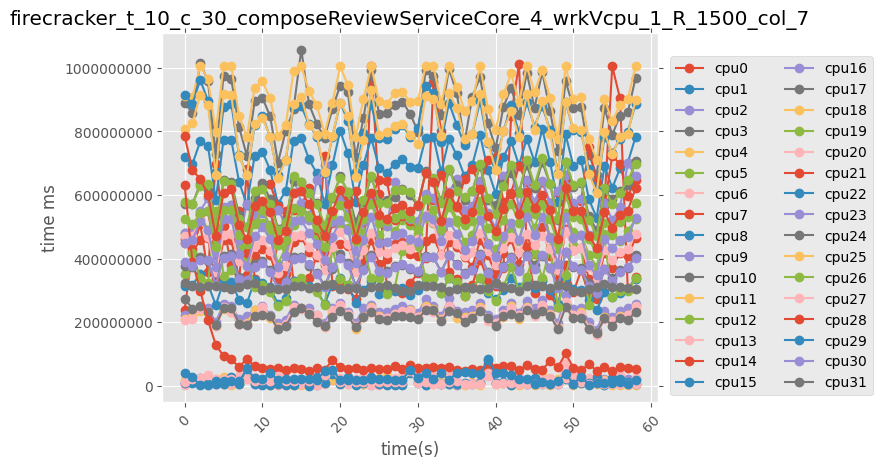 firecracker_t_10_c_30_composeReviewServiceCore_4_wrkVcpu_1_R_1500_col_7
time ms
1000000000
800000000
600000000
400000000
200000000
0
0
10
20
30
40
50
60
time(s)
cpu0
cpu1
cpu2
cpu3
cpu4
cpu5
cpu6
cpu7
cpu8
cpu9
cpu10
cpu11
cpu12
cpu13
cpu14
cpu15
cpu16
cpu17
cpu18
cpu19
cpu20
cpu21
cpu22
cpu23
cpu24
cpu25
cpu26
cpu27
cpu28
cpu29
cpu30
cpu31